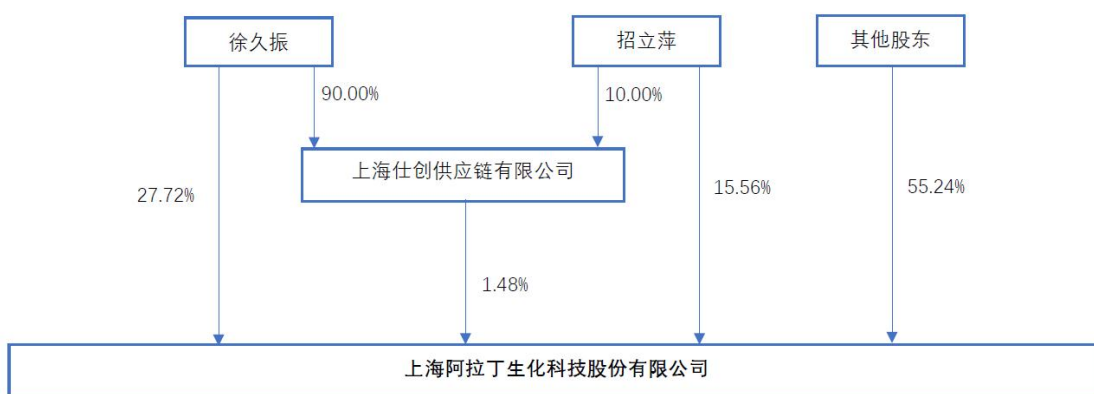 徐久振
招立萍
其他股东
90.00%
10.00%
上海仕创供应链有限公司
27.72%
15.56%
55.24%
1.48%
上海阿拉丁生化科技股份有限公司